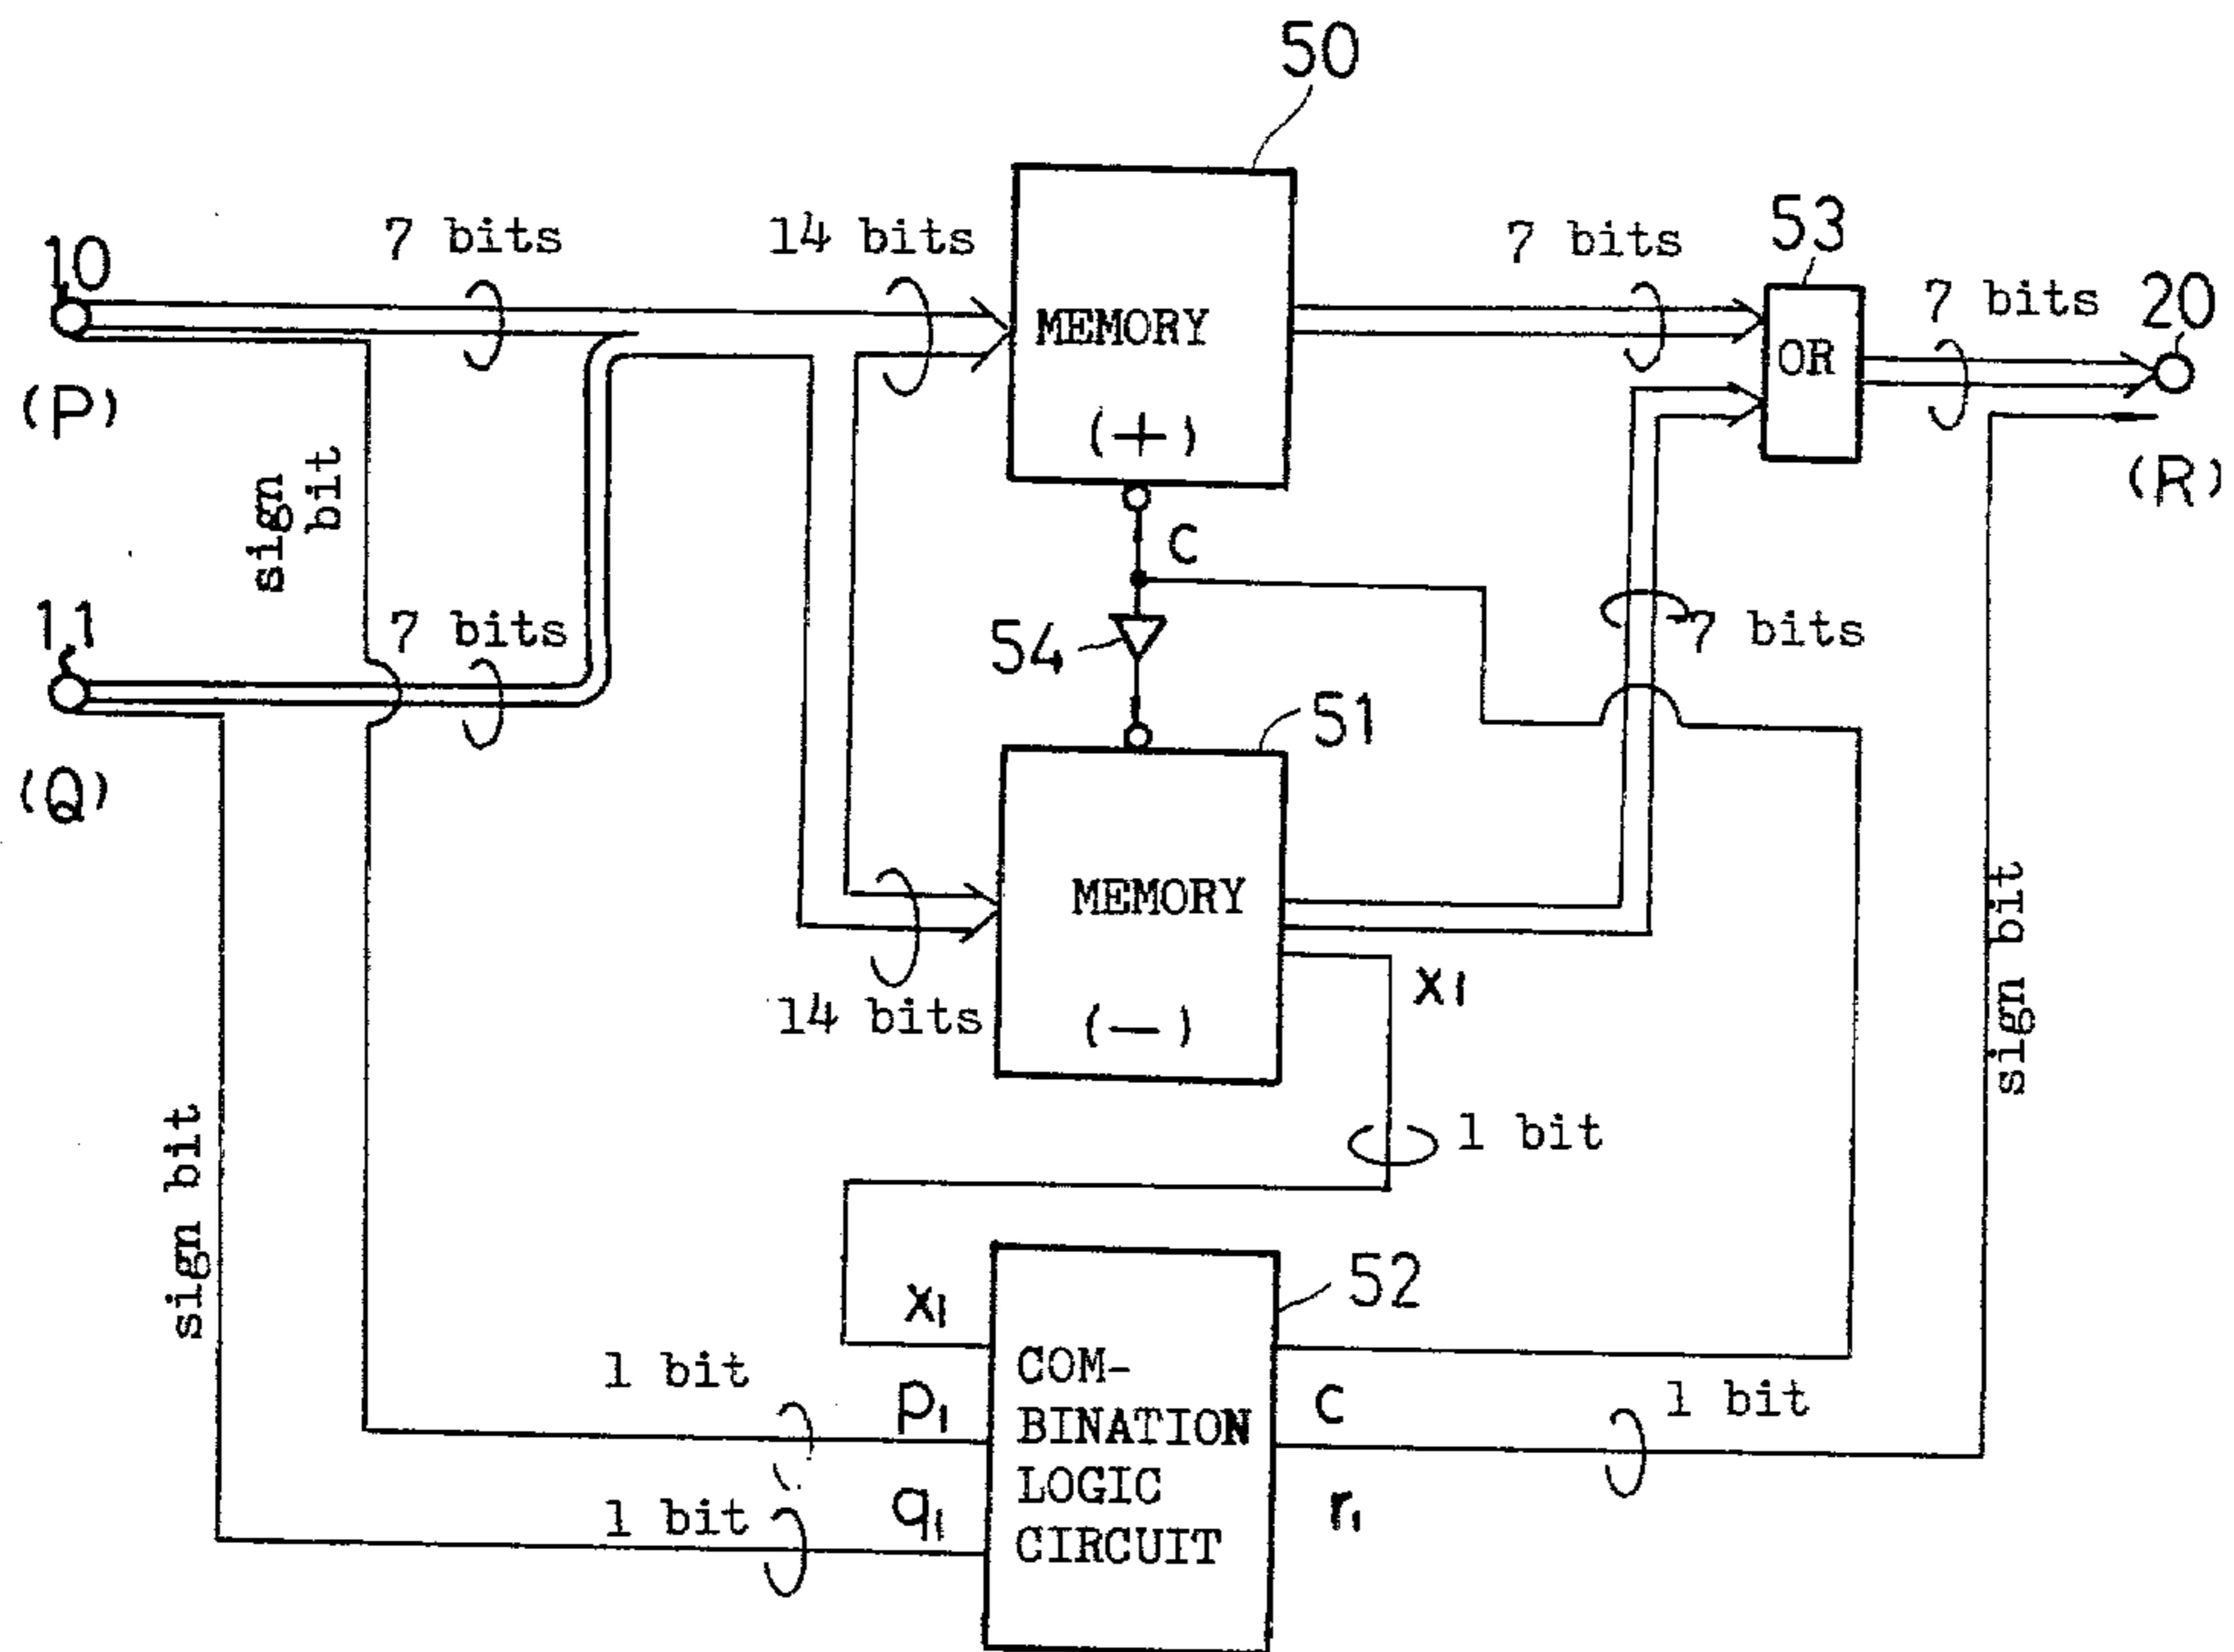 50
53
10
7 bits
14 bits
7 bits
7 bits
20
MEMORY
OR
(P)
(+)
(R)
sign
bit
C
11
7 bits
54
7 bits
51
(Q)
MEMORY
x1
14 bits
(—)
sign bit
sign bit
1 bit
52
x1
COM-
BINATION
LOGIC
CIRCUIT
1 bit
p1
C
1 bit
1 bit
q1
r1